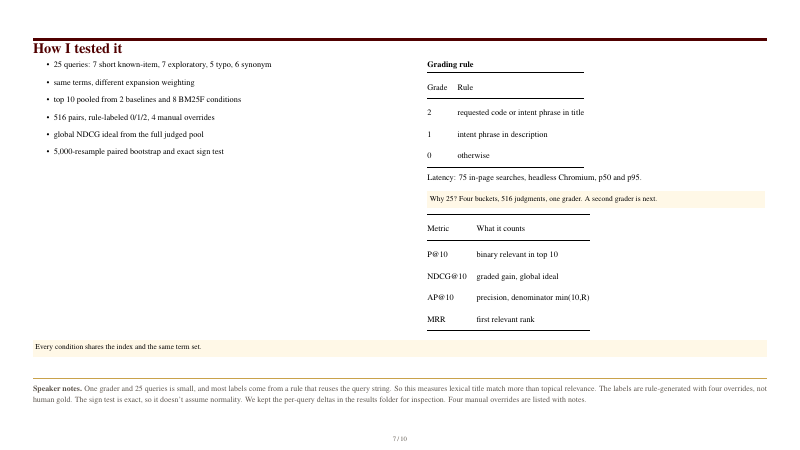 How I tested it
• 25 queries: 7 short known-item, 7 exploratory, 5 typo, 6 synonym
• same terms, different expansion weighting
• top 10 pooled from 2 baselines and 8 BM25F conditions
• 516 pairs, rule-labeled 0/1/2, 4 manual overrides
• global NDCG ideal from the full judged pool
• 5,000-resample paired bootstrap and exact sign test
Grading rule
Grade Rule
2 requested code or intent phrase in title
1 intent phrase in description
0 otherwise
Latency: 75 in-page searches, headless Chromium, p50 and p95.
Why 25? Four buckets, 516 judgments, one grader. A second grader is next.
Metric What it counts
P@10 binary relevant in top 10
NDCG@10 graded gain, global ideal
AP@10 precision, denominator min(10,R)
MRR first relevant rank
Every condition shares the index and the same term set.
Speaker notes. One grader and 25 queries is small, and most labels come from a rule that reuses the query string. So this measures lexical title match more than topical relevance. The labels are rule-generated with four overrides, not
human gold. The sign test is exact, so it doesn't assume normality. We kept the per-query deltas in the results folder for inspection. Four manual overrides are listed with notes.
7 / 10